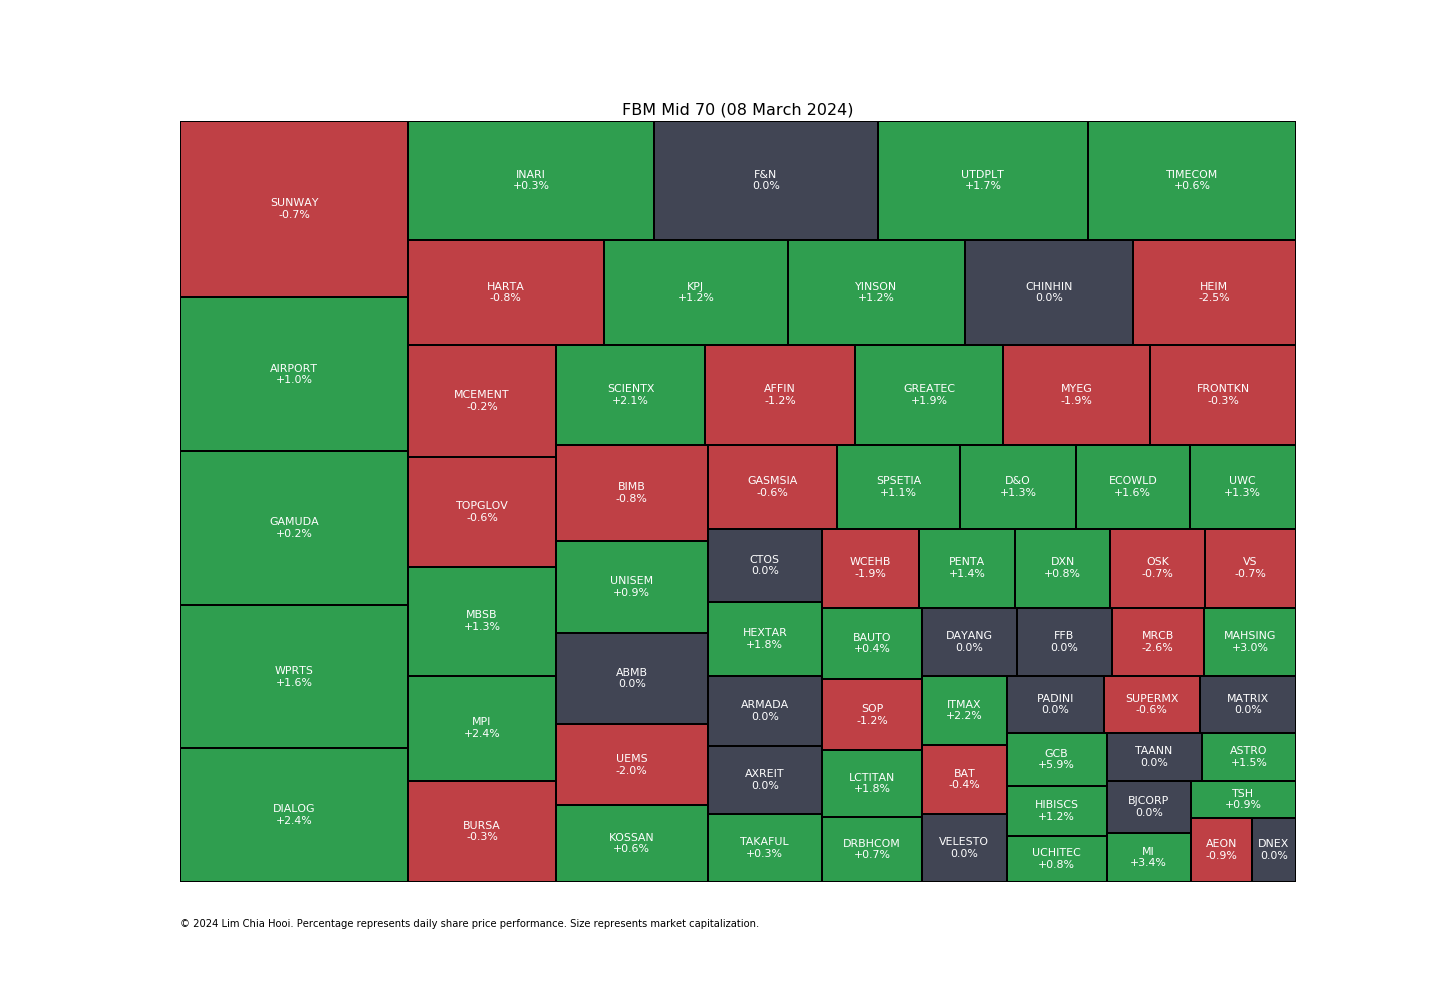 FBM Mid 70 (08 March 2024)
SUNWAY
-0.7%
AIRPORT
+1.0%
GAMUDA
+0.2%
WPRTS
+1.6%
DIALOG
+2.4%
INARI
+0.3%
F&N
0.0%
UTDPLT
+1.7%
TIMECOM
+0.6%
HARTA
-0.8%
KPJ
+1.2%
YINSON
+1.2%
CHINHIN
0.0%
HEIM
-2.5%
MCEMENT
-0.2%
TOPGLOV
-0.6%
MBSB
+1.3%
MPI
+2.4%
BURSA
-0.3%
SCIENTX
+2.1%
AFFIN
-1.2%
GREATEC
+1.9%
MYEG
-1.9%
FRONTKN
-0.3%
BIMB
-0.8%
UNISEM
+0.9%
ABMB
0.0%
UEMS
-2.0%
KOSSAN
+0.6%
GASMSIA
-0.6%
SPSETIA
+1.1%
D&O
+1.3%
ECOWLD
+1.6%
UWC
+1.3%
CTOS
0.0%
HEXTAR
+1.8%
ARMADA
0.0%
AXREIT
0.0%
TAKAFUL
+0.3%
WCEHB
-1.9%
PENTA
+1.4%
DXN
+0.8%
OSK
-0.7%
VS
-0.7%
BAUTO
+0.4%
SOP
-1.2%
LCTITAN
+1.8%
DRBHCOM
+0.7%
DAYANG
0.0%
FFB
0.0%
MRCB
-2.6%
MAHSING
+3.0%
ITMAX
+2.2%
BAT
-0.4%
VELESTO
0.0%
PADINI
0.0%
SUPERMX
-0.6%
MATRIX
0.0%
GCB
+5.9%
HIBISCS
+1.2%
UCHITEC
+0.8%
TAANN
0.0%
ASTRO
+1.5%
BJCORP
0.0%
MI
+3.4%
TSH
+0.9%
AEON
-0.9%
DNEX
0.0%
© 2024 Lim Chia Hooi. Percentage represents daily share price performance. Size represents market capitalization.